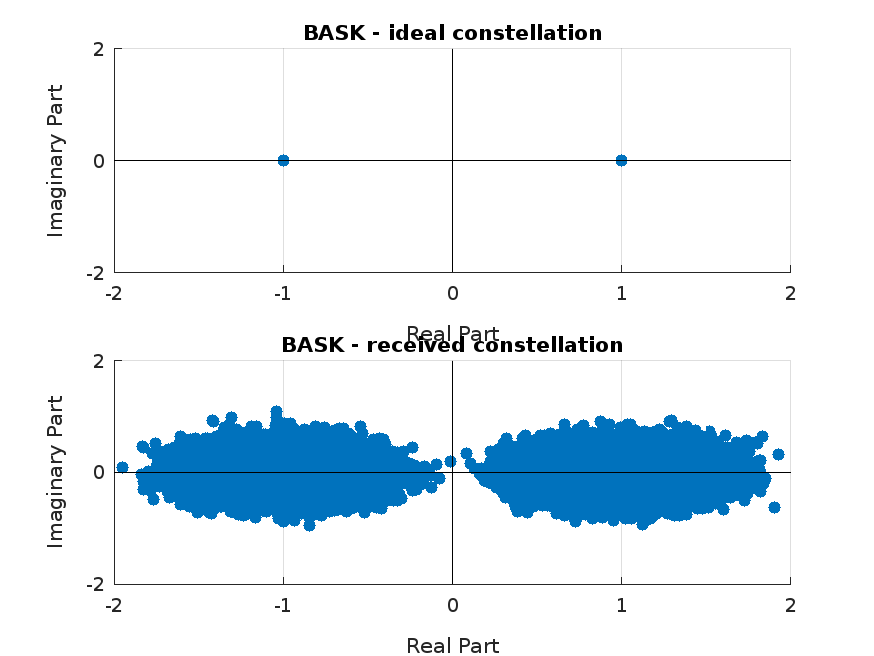 BASK - ideal constellation
2
0
-2
Imaginary Part
-2 -1 0 1 2
Real Part
BASK - received constellation
2
0
-2
Imaginary Part
-2 -1 0 1 2
Real Part